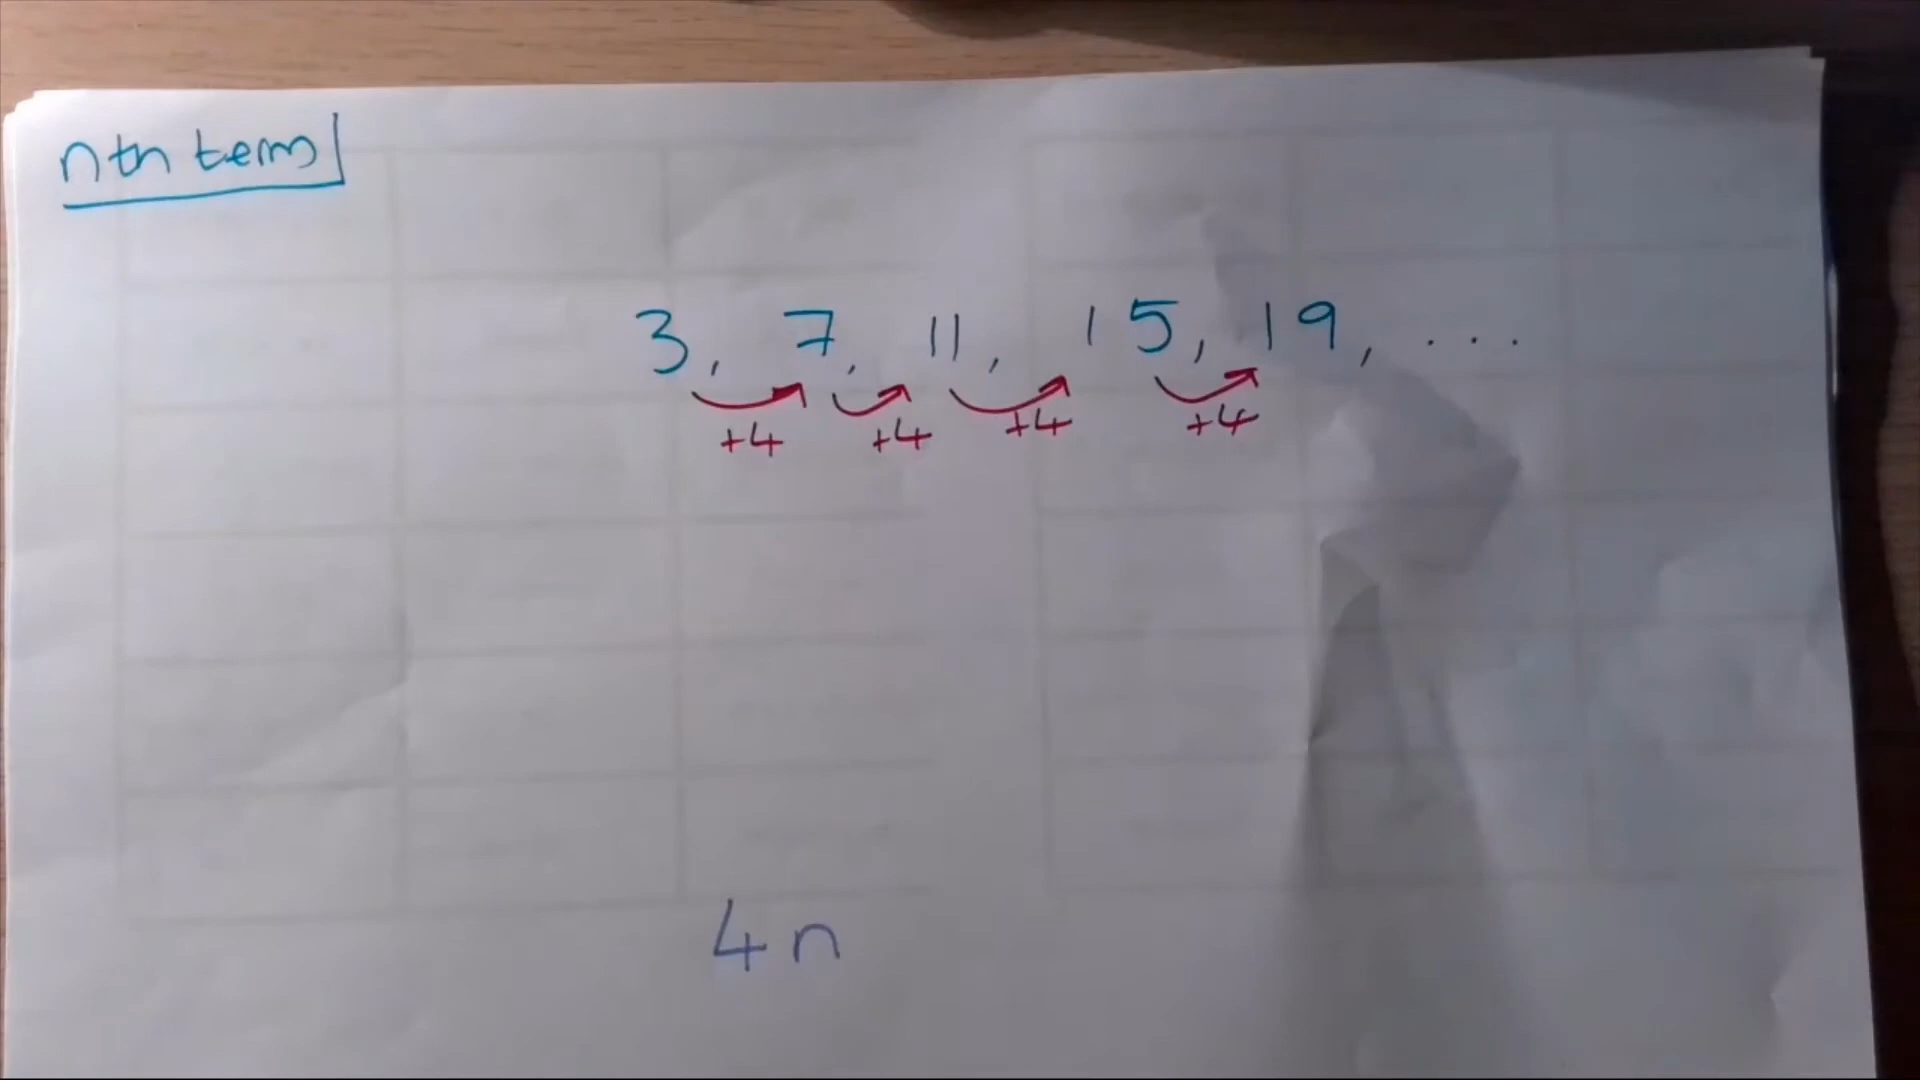 nth term
3, 7, 11, 15, 19, ...
+4 +4 +4 +4
4n